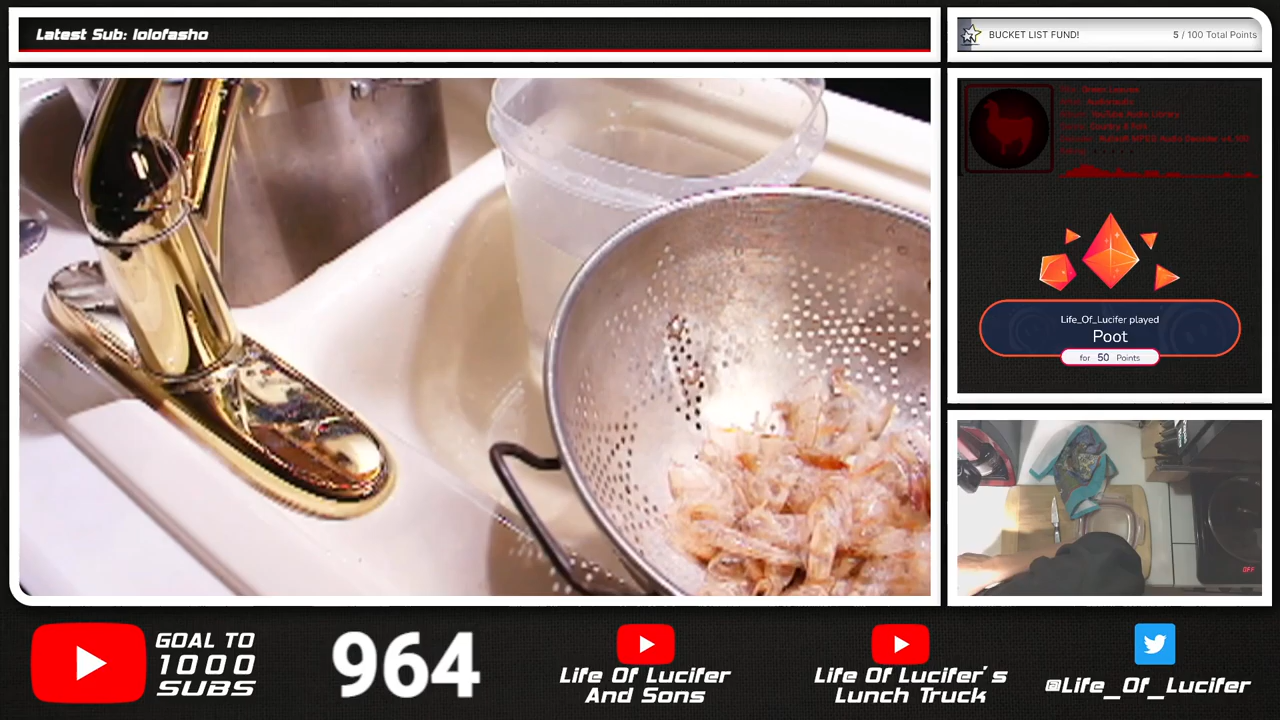 Latest Sub: lolofasho
BUCKET LIST FUND!
5 / 100 Total Points
Life_Of_Lucifer played
Poot
for 50 Points
OFF
GOAL TO
1000
SUBS
964
Life Of Lucifer
And Sons
Life Of Lucifer's
Lunch Truck
@Life_Of_Lucifer